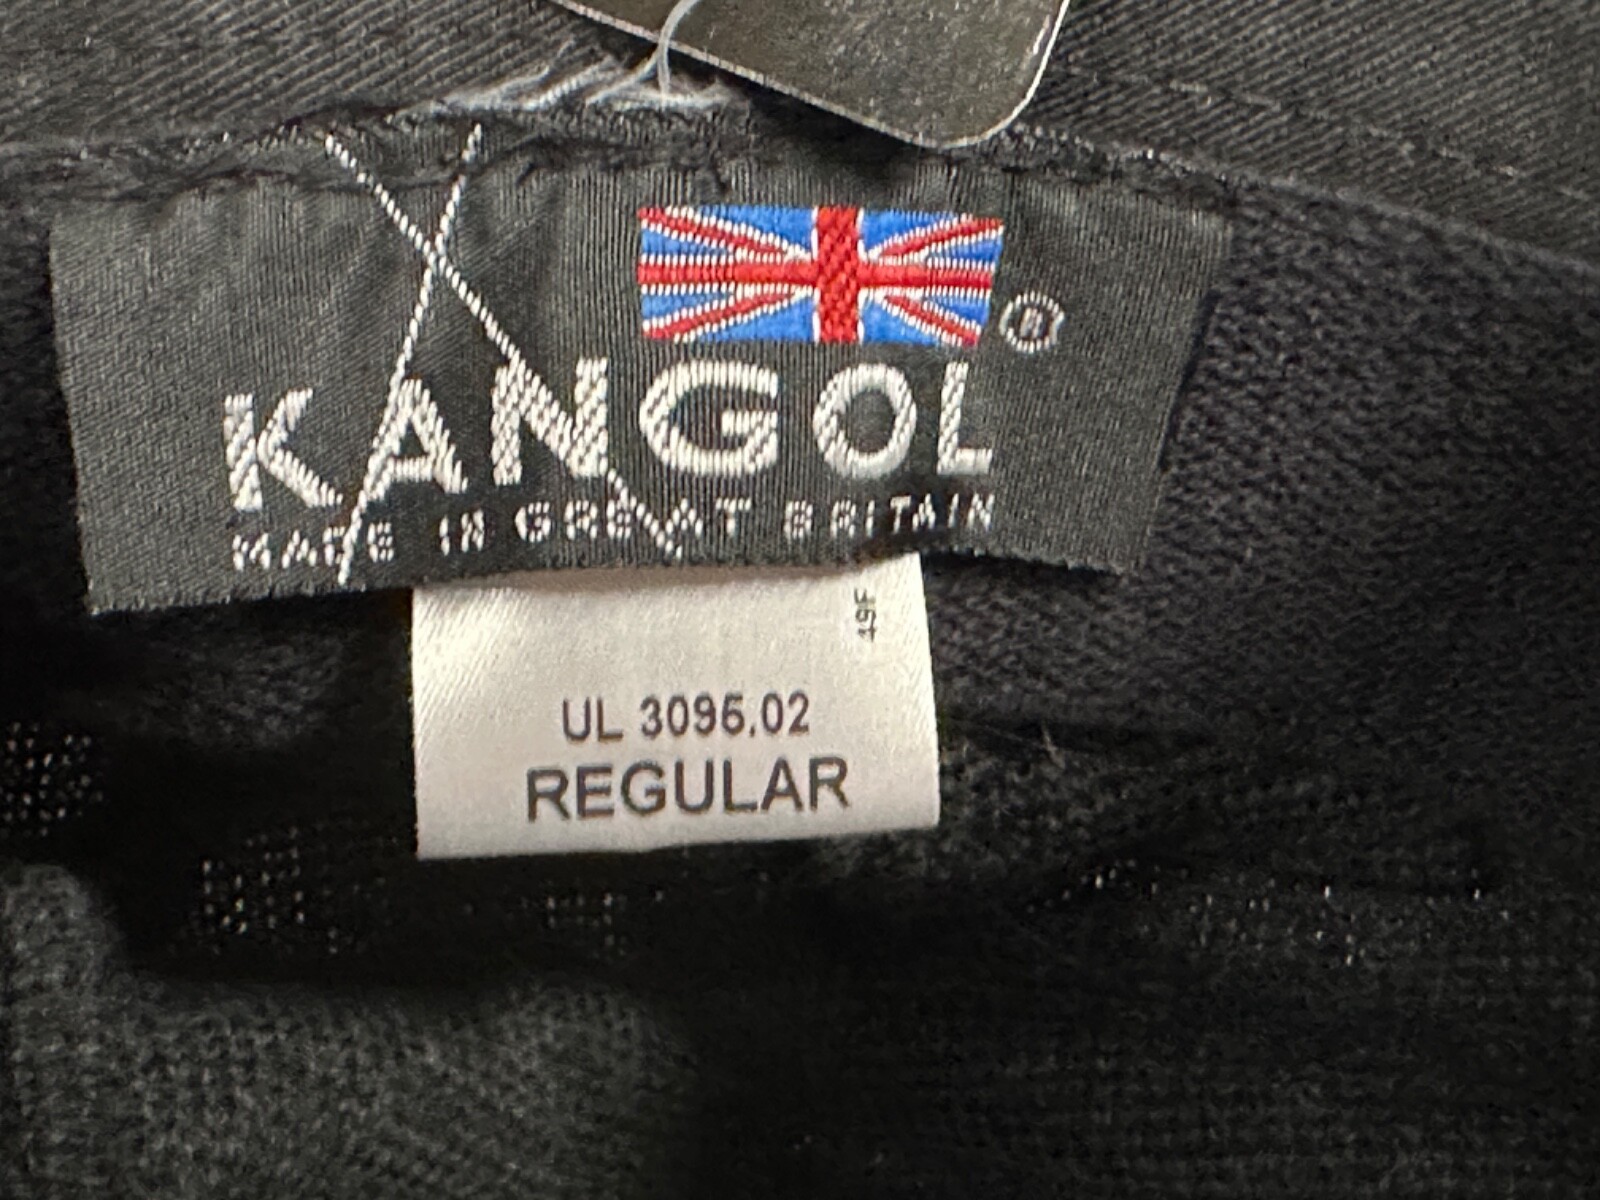 ®
KANGOL
MADE IN GREAT BRITAIN
49F
UL 3095.02
REGULAR